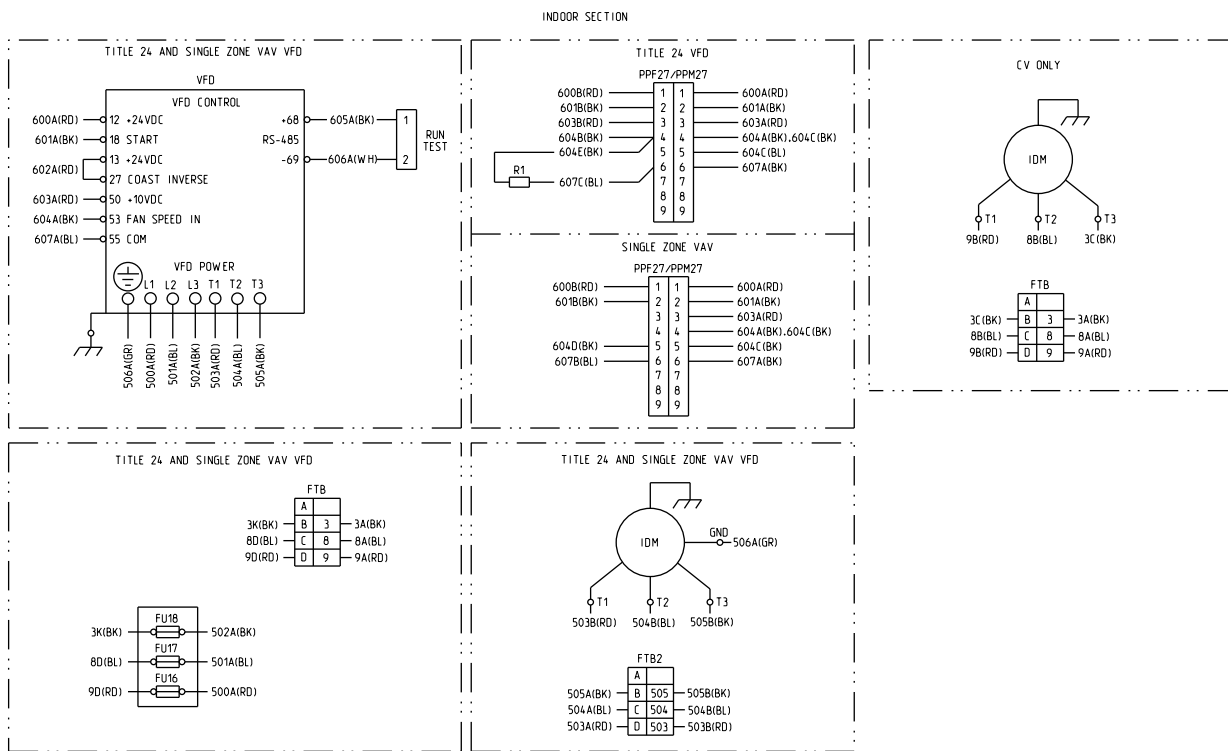 INDOOR SECTION
TITLE 24 AND SINGLE ZONE VAV VFD
VFD
VFD CONTROL
600A(RD) 12 +24VDC +68 605A(BK) 1
601A(BK) 18 START RS-485 RUN TEST
13 +24VDC -69 606A(WH) 2
602A(RD)
27 COAST INVERSE
603A(RD) 50 +10VDC
604A(BK) 53 FAN SPEED IN
607A(BL) 55 COM
VFD POWER
L1 L2 L3 T1 T2 T3
506A(GR) 500A(RD) 501A(BL) 502A(BK) 503A(RD) 504A(BL) 505A(BK)
TITLE 24 VFD
PPF27/PPM27
600B(RD) 1 1 600A(RD)
601B(BK) 2 2 601A(BK)
603B(RD) 3 3 603A(RD)
604B(BK) 4 4 604A(BK).604C(BK)
604E(BK) 5 5 604C(BL)
R1 6 6 607A(BK)
607C(BL) 7 7
8 8
9 9
SINGLE ZONE VAV
PPF27/PPM27
600B(RD) 1 1 600A(RD)
601B(BK) 2 2 601A(BK)
3 3 603A(RD)
4 4 604A(BK).604C(BK)
604D(BK) 5 5 604C(BK)
607B(BL) 6 6 607A(BK)
7 7
8 8
9 9
CV ONLY
IDM
T1 T2 T3
9B(RD) 8B(BL) 3C(BK)
FTB
A
3C(BK) B 3 3A(BK)
8B(BL) C 8 8A(BL)
9B(RD) D 9 9A(RD)
TITLE 24 AND SINGLE ZONE VAV VFD
FTB
A
3K(BK) B 3 3A(BK)
8D(BL) C 8 8A(BL)
9D(RD) D 9 9A(RD)
FU18
3K(BK) 502A(BK)
FU17
8D(BL) 501A(BL)
FU16
9D(RD) 500A(RD)
TITLE 24 AND SINGLE ZONE VAV VFD
IDM
GND
506A(GR)
T1 T2 T3
503B(RD) 504B(BL) 505B(BK)
FTB2
A
505A(BK) B 505 505B(BK)
504A(BL) C 504 504B(BL)
503A(RD) D 503 503B(RD)